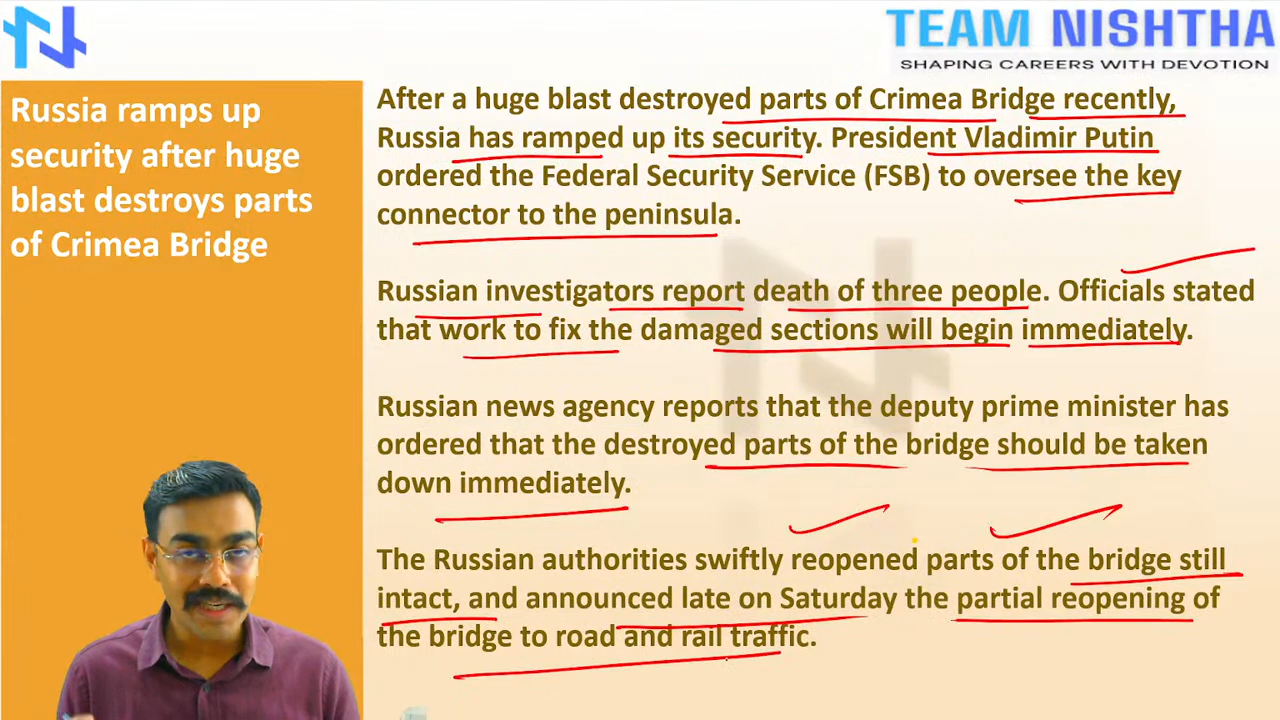 TEAM NISHTHA
SHAPING CAREERS WITH DEVOTION
Russia ramps up
security after huge
blast destroys parts
of Crimea Bridge
After a huge blast destroyed parts of Crimea Bridge recently,
Russia has ramped up its security. President Vladimir Putin
ordered the Federal Security Service (FSB) to oversee the key
connector to the peninsula.
Russian investigators report death of three people. Officials stated
that work to fix the damaged sections will begin immediately.
Russian news agency reports that the deputy prime minister has
ordered that the destroyed parts of the bridge should be taken
down immediately.
The Russian authorities swiftly reopened parts of the bridge still
intact, and announced late on Saturday the partial reopening of
the bridge to road and rail traffic.